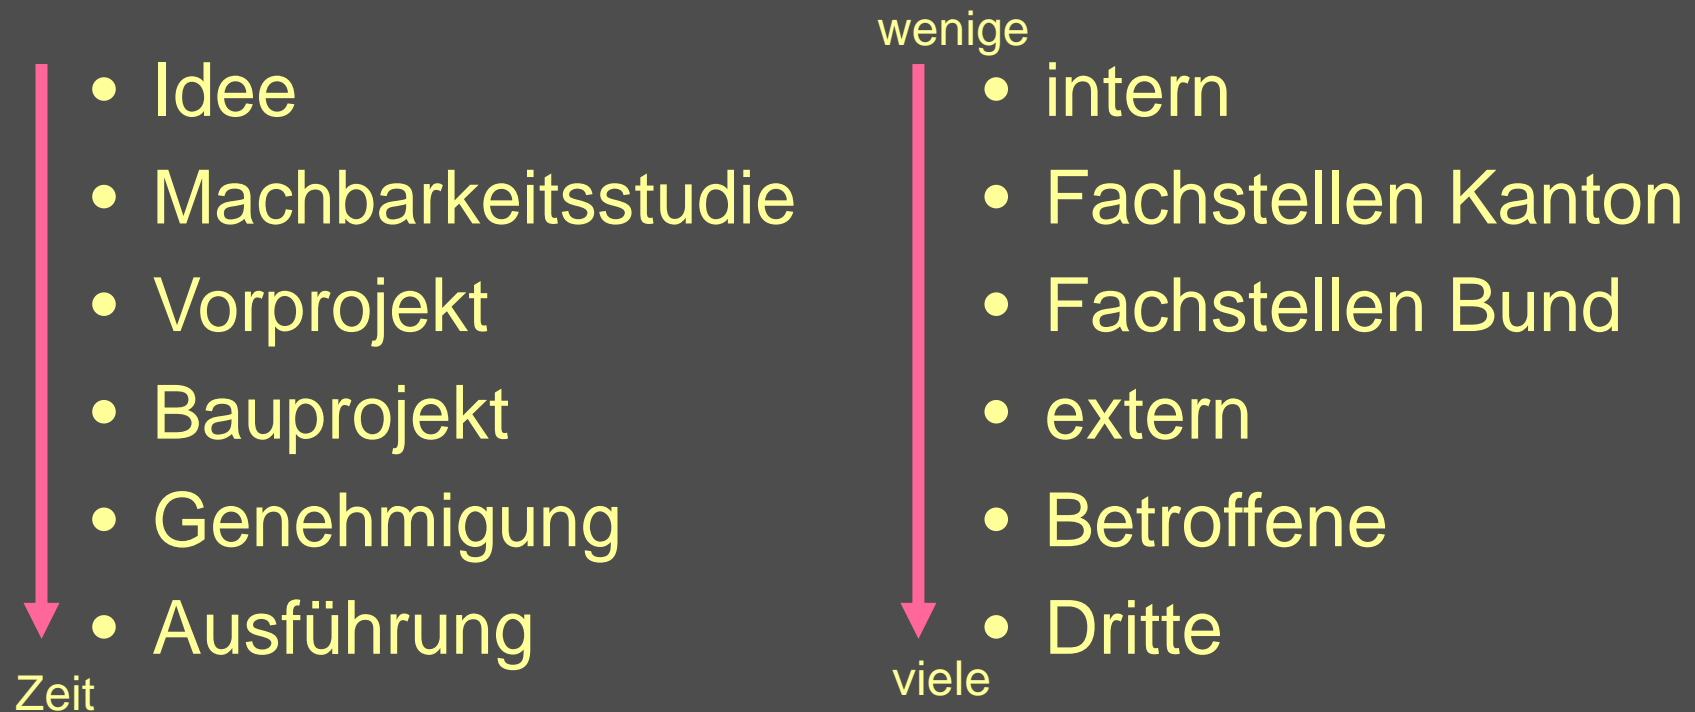 • Idee
• Machbarkeitsstudie
• Vorprojekt
• Bauprojekt
• Genehmigung
• Ausführung
Zeit
wenige
• intern
• Fachstellen Kanton
• Fachstellen Bund
• extern
• Betroffene
• Dritte
viele